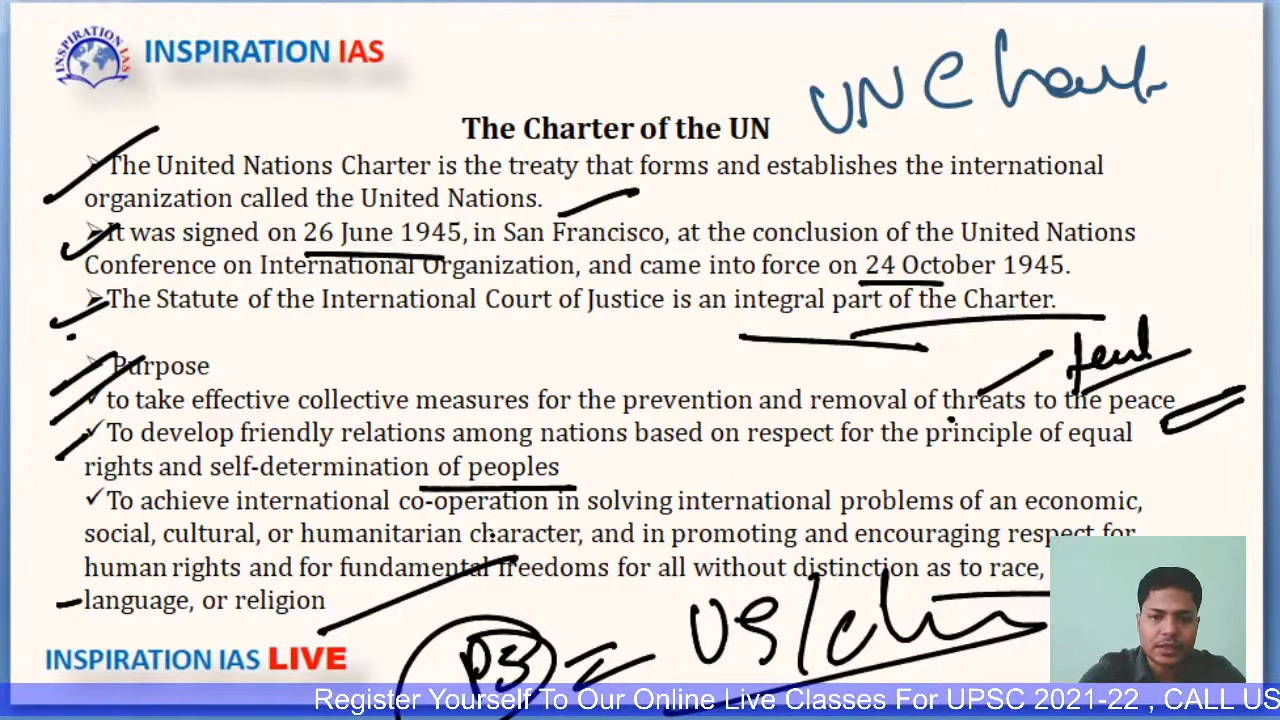 INSPIRATION IAS
INSPIRATION IAS
UN Chart
The Charter of the UN
The United Nations Charter is the treaty that forms and establishes the international
organization called the United Nations.
It was signed on 26 June 1945, in San Francisco, at the conclusion of the United Nations
Conference on International Organization, and came into force on 24 October 1945.
The Statute of the International Court of Justice is an integral part of the Charter.
Purpose
to take effective collective measures for the prevention and removal of threats to the peace
To develop friendly relations among nations based on respect for the principle of equal
rights and self-determination of peoples
To achieve international co-operation in solving international problems of an economic,
social, cultural, or humanitarian character, and in promoting and encouraging respect for
human rights and for fundamental freedoms for all without distinction as to race,
language, or religion
US/
INSPIRATION IAS LIVE
Register Yourself To Our Online Live Classes For UPSC 2021-22 , CALL US